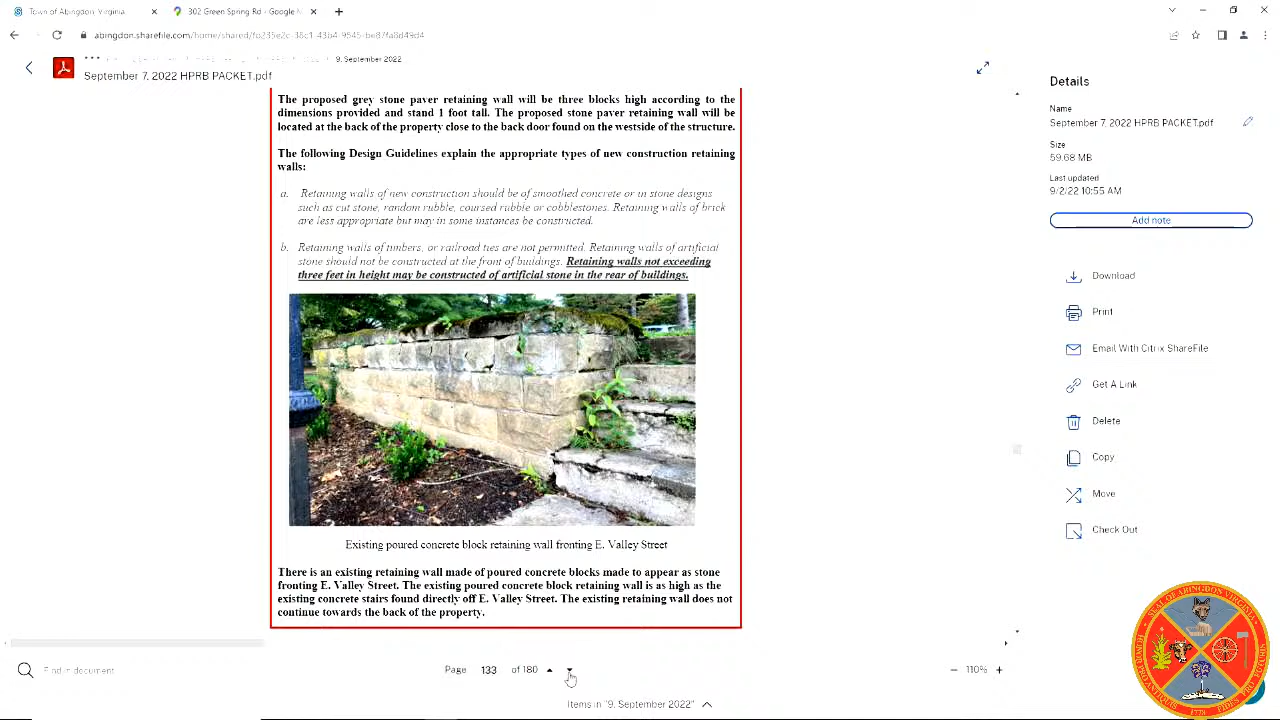 Town of Abingdon, Virginia
302 Green Spring Rd - Google M
abingdon.sharefile.com/home/shared/fo235e2c-38c1-43b4-9545-be87fa8d49d4
9. September 2022
September 7, 2022 HPRB PACKET.pdf
The proposed grey stone paver retaining wall will be three blocks high according to the
dimensions provided and stand 1 foot tall. The proposed stone paver retaining wall will be
located at the back of the property close to the back door found on the westside of the structure.
The following Design Guidelines explain the appropriate types of new construction retaining
walls:
a. Retaining walls of new construction should be of smoothed concrete or in stone designs
such as cut stone, random rubble, coursed rubble or cobblestones. Retaining walls of brick
are less appropriate but may in some instances be constructed.
b. Retaining walls of timbers, or railroad ties are not permitted. Retaining walls of artificial
stone should not be constructed at the front of buildings. Retaining walls not exceeding
three feet in height may be constructed of artificial stone in the rear of buildings.
Existing poured concrete block retaining wall fronting E. Valley Street
There is an existing retaining wall made of poured concrete blocks made to appear as stone
fronting E. Valley Street. The existing poured concrete block retaining wall is as high as the
existing concrete stairs found directly off E. Valley Street. The existing retaining wall does not
continue towards the back of the property.
Find in document
Page 133 of 180
110%
Items in "9. September 2022"
Details
Name
September 7, 2022 HPRB PACKET.pdf
Size
59.68 MB
Last updated
9/2/22 10:55 AM
Add note
Download
Print
Email With Citrix ShareFile
Get A Link
Delete
Copy
Move
Check Out
SEAL OF ABINGDON VIRGINIA
1778